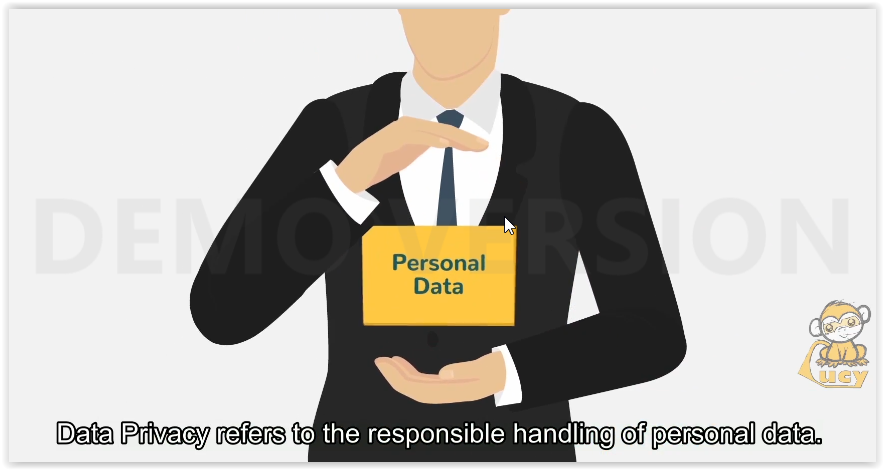 DEMO VERSION
Personal
Data
Lucy
Data Privacy refers to the responsible handling of personal data.